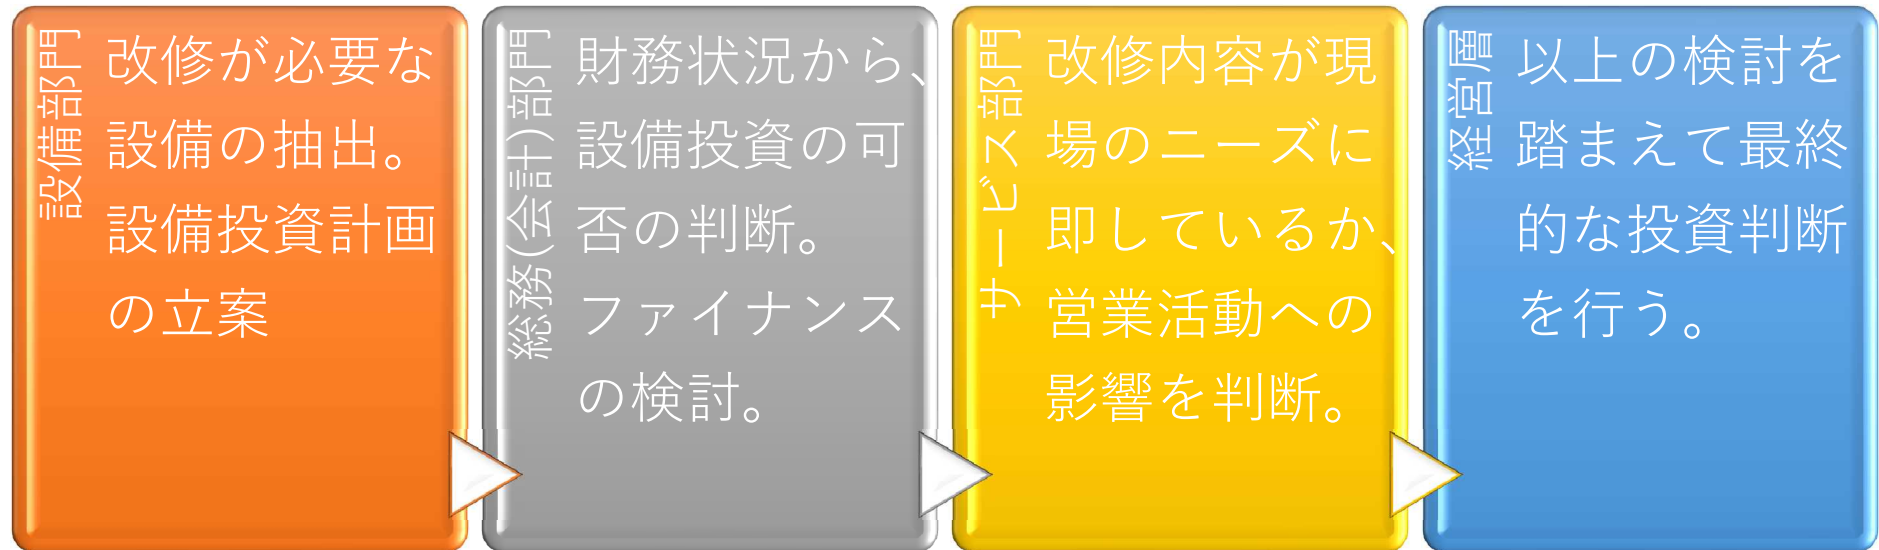 設備部門
改修が必要な
設備の抽出。
設備投資計画
の立案
総務(会計)部門
財務状況から、
設備投資の可
否の判断。
ファイナンス
の検討。
サービス部門
改修内容が現
場のニーズに
即しているか、
営業活動への
影響を判断。
経営層
以上の検討を
踏まえて最終
的な投資判断
を行う。